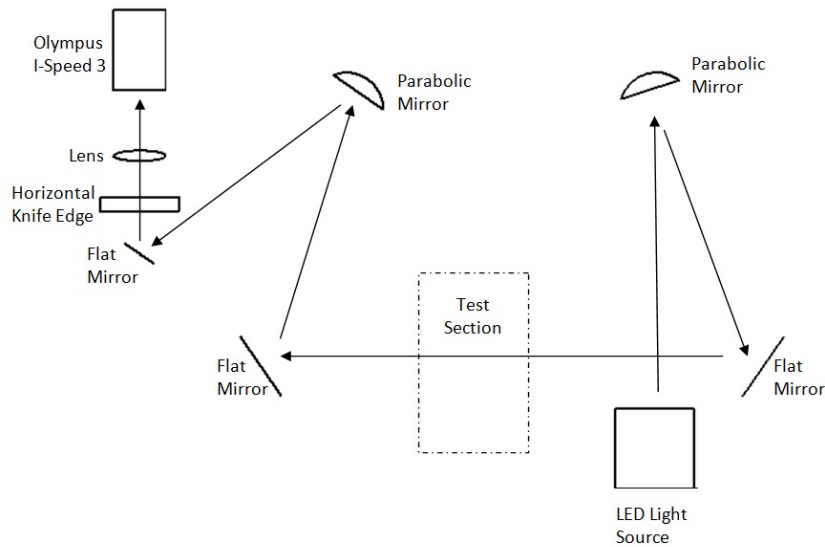 Olympus
I-Speed 3
Parabolic
Mirror
Parabolic
Mirror
Lens
Horizontal
Knife Edge
Flat
Mirror
Test
Section
Flat
Mirror
Flat
Mirror
LED Light
Source